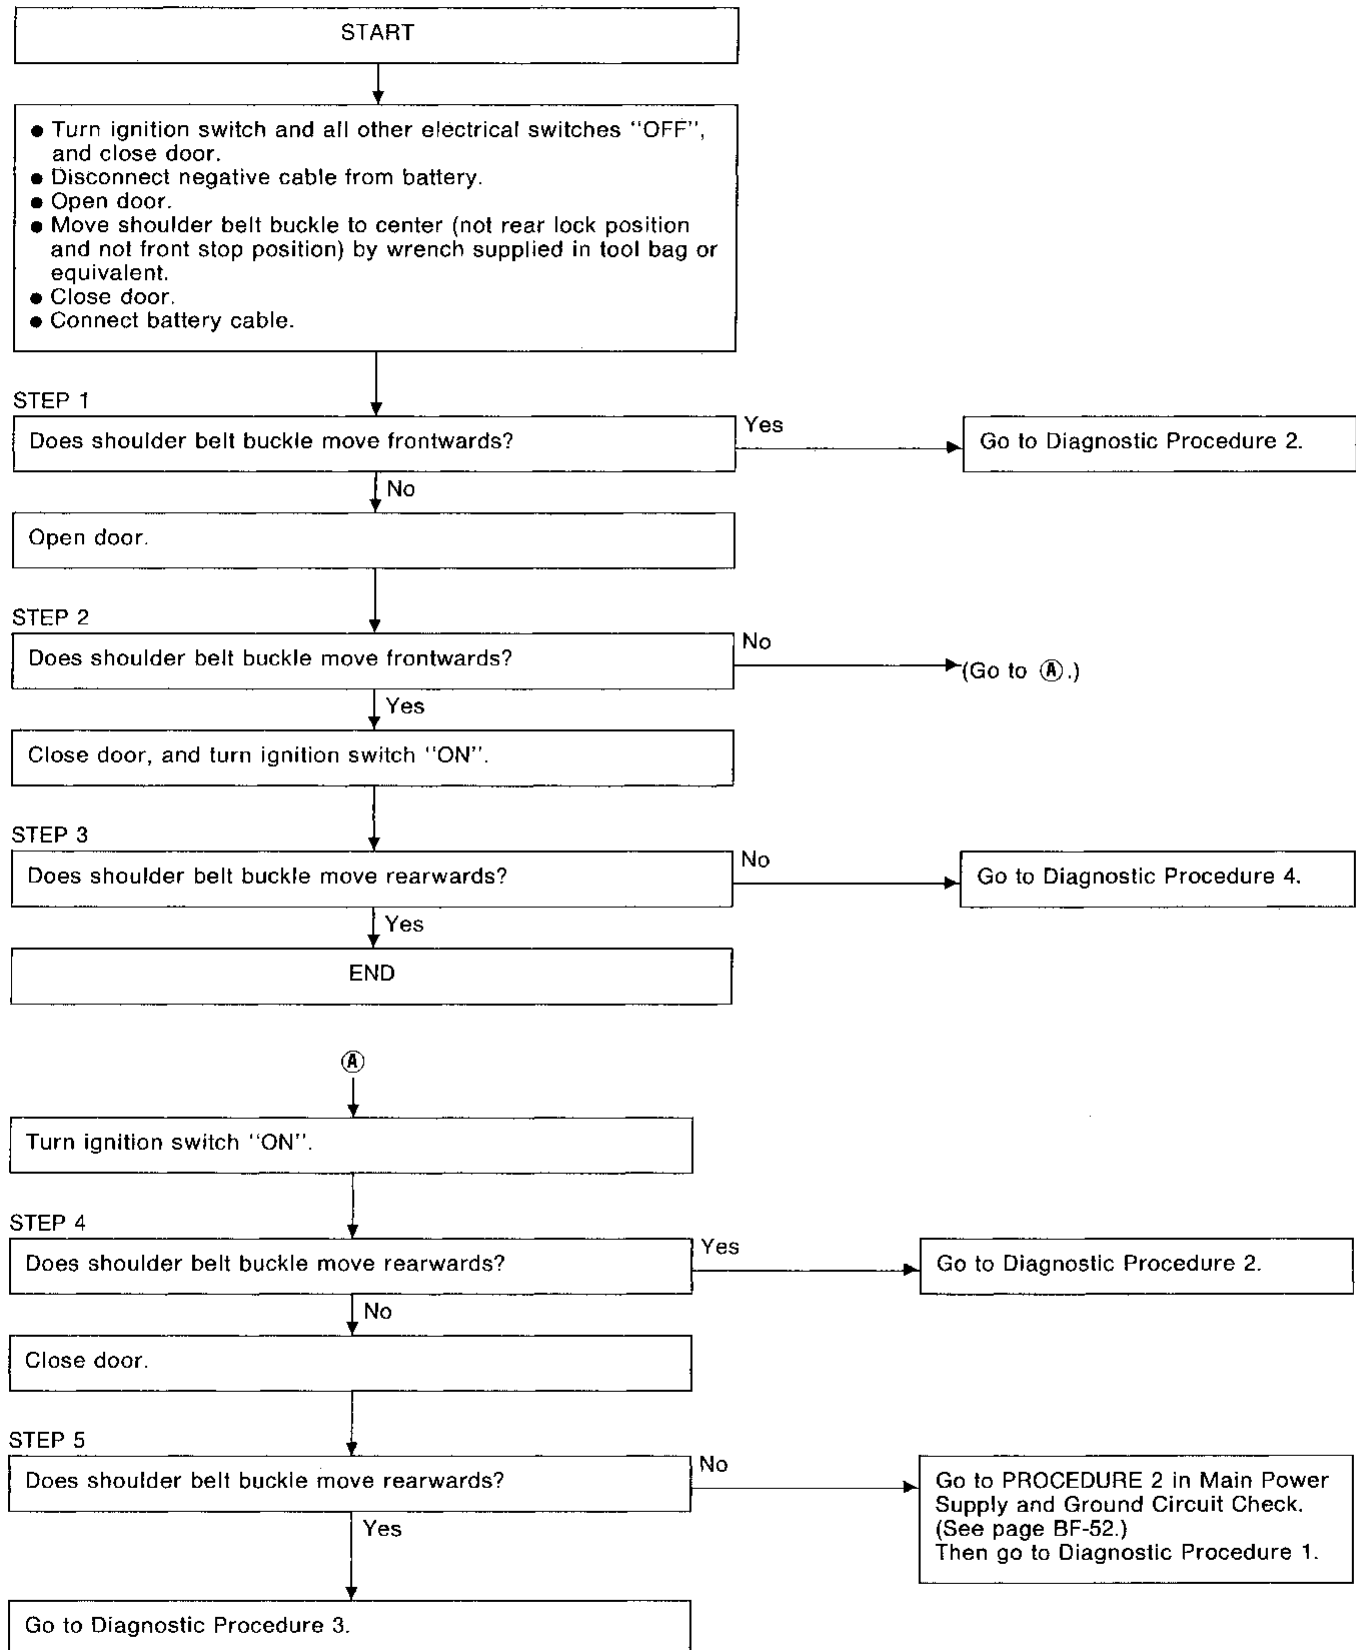 START
● Turn ignition switch and all other electrical switches "OFF",
and close door.
● Disconnect negative cable from battery.
● Open door.
● Move shoulder belt buckle to center (not rear lock position
and not front stop position) by wrench supplied in tool bag or
equivalent.
● Close door.
● Connect battery cable.
STEP 1
Does shoulder belt buckle move frontwards?
Yes
Go to Diagnostic Procedure 2.
No
Open door.
STEP 2
Does shoulder belt buckle move frontwards?
No
(Go to Ⓐ.)
Yes
Close door, and turn ignition switch "ON".
STEP 3
Does shoulder belt buckle move rearwards?
No
Go to Diagnostic Procedure 4.
Yes
END
Ⓐ
Turn ignition switch "ON".
STEP 4
Does shoulder belt buckle move rearwards?
Yes
Go to Diagnostic Procedure 2.
No
Close door.
STEP 5
Does shoulder belt buckle move rearwards?
No
Go to PROCEDURE 2 in Main Power
Supply and Ground Circuit Check.
(See page BF-52.)
Then go to Diagnostic Procedure 1.
Yes
Go to Diagnostic Procedure 3.